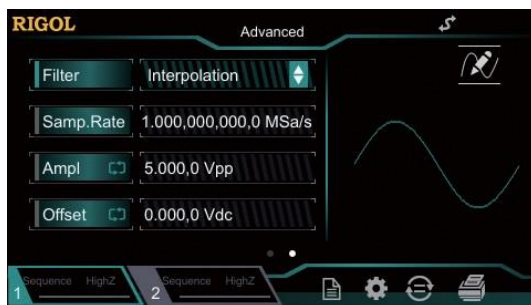 RIGOL
Advanced
Filter Interpolation
Samp.Rate 1.000,000,000,0 MSa/s
Ampl 5.000,0 Vpp
Offset 0.000,0 Vdc
1 Sequence HighZ 2 Sequence HighZ